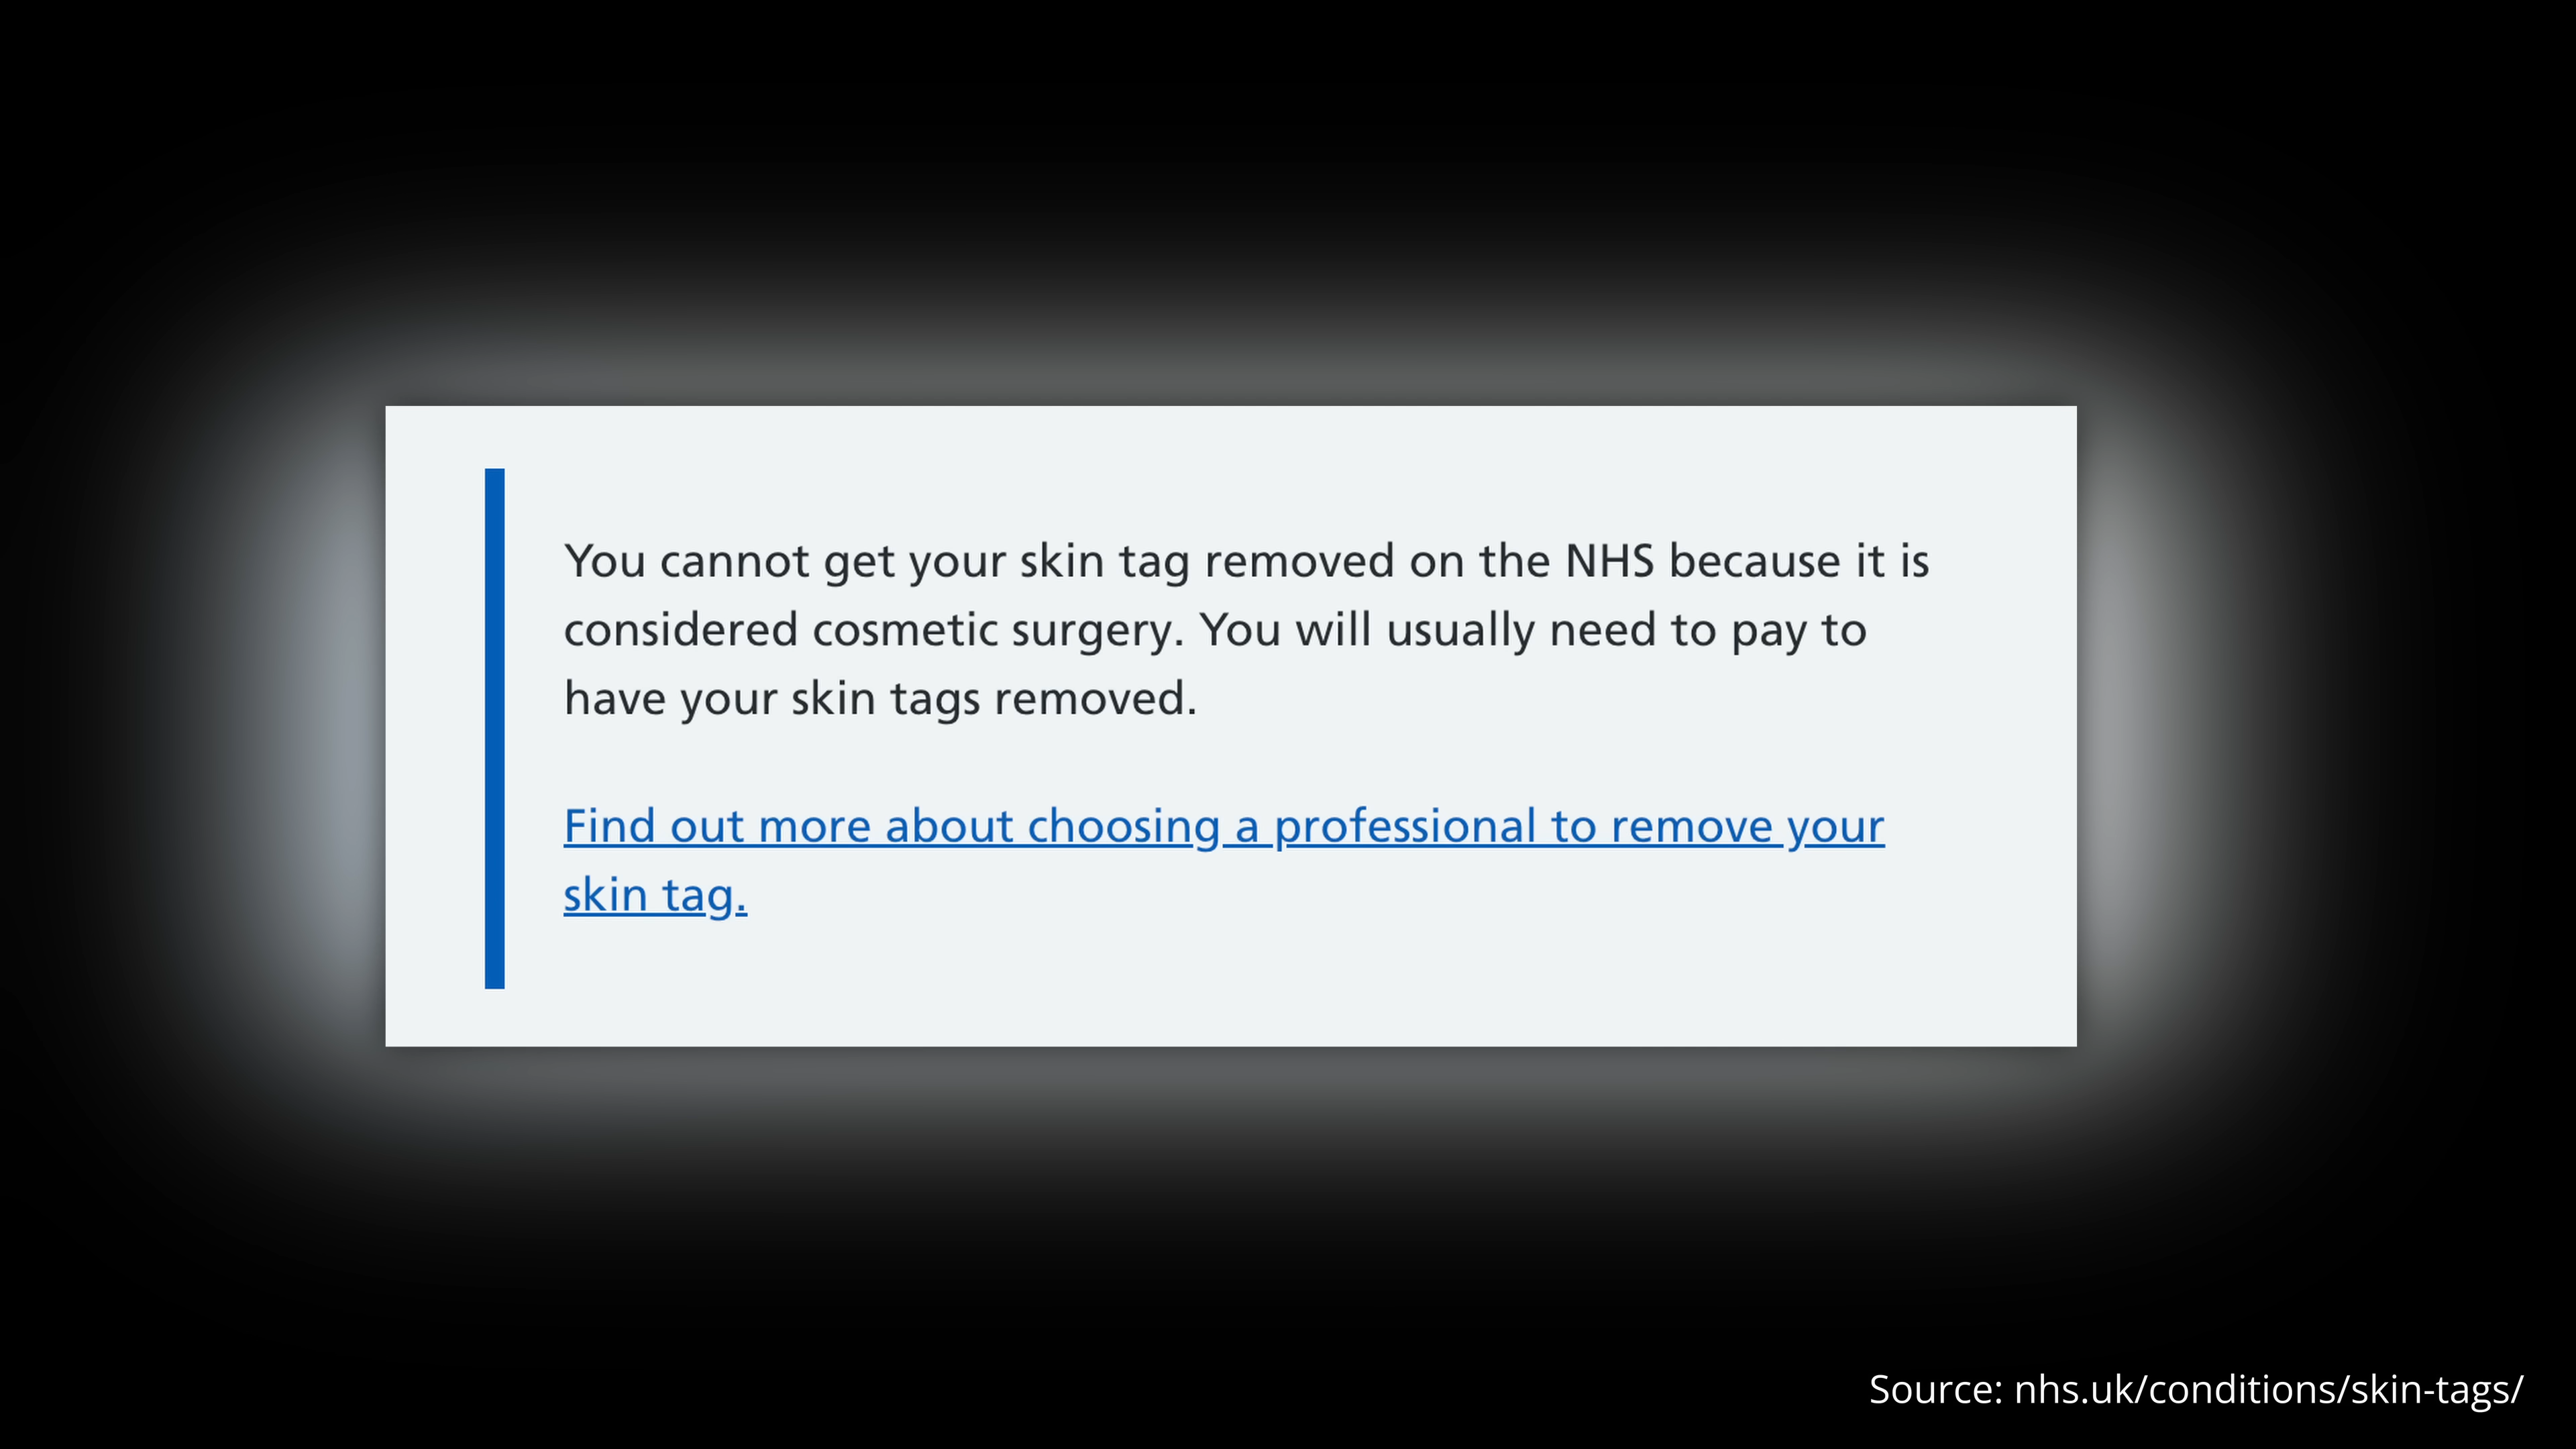 You cannot get your skin tag removed on the NHS because it is
considered cosmetic surgery. You will usually need to pay to
have your skin tags removed.
Find out more about choosing a professional to remove your
skin tag.
Source: nhs.uk/conditions/skin-tags/